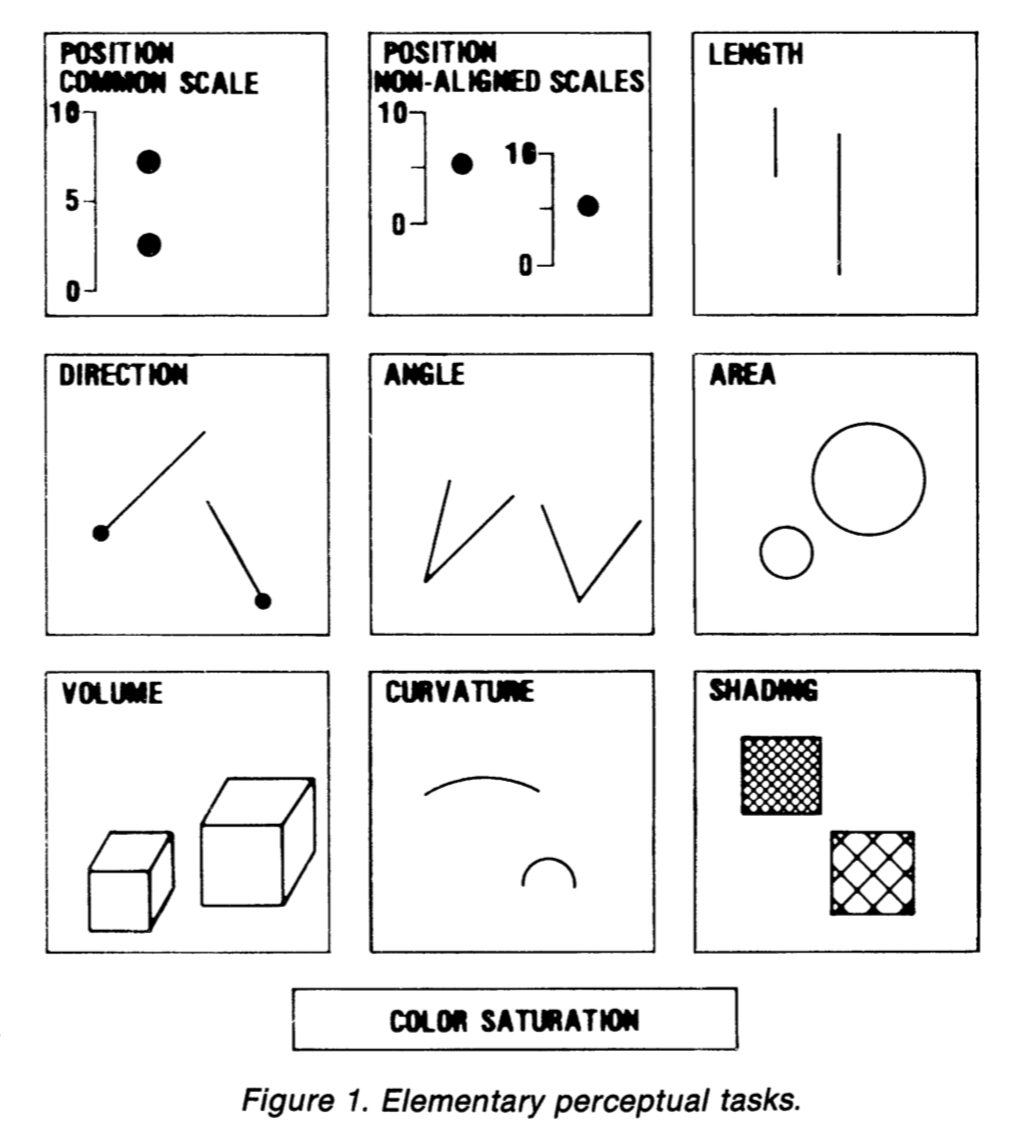 POSITION
COMMON SCALE
10
5
0
POSITION
NON-ALIGNED SCALES
10
0
10
0
LENGTH
DIRECTION
ANGLE
AREA
VOLUME
CURVATURE
SHADING
COLOR SATURATION
Figure 1. Elementary perceptual tasks.